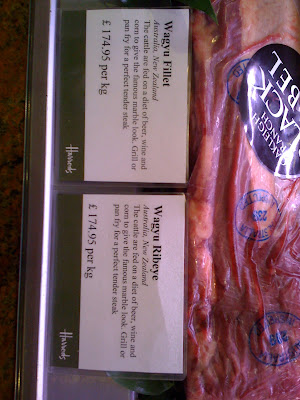 Wagyu Fillet
Australia, New Zealand
The cattle are fed on a diet of beer, wine and
corn to give the famous marble look. Grill or
pan fry for a perfect tender steak
£ 174.95 per kg
Harrods
Wagyu Ribeye
Australia, New Zealand
The cattle are fed on a diet of beer, wine and
corn to give the famous marble look. Grill or
pan fry for a perfect tender steak
£ 174.95 per kg
Harrods
RANCH